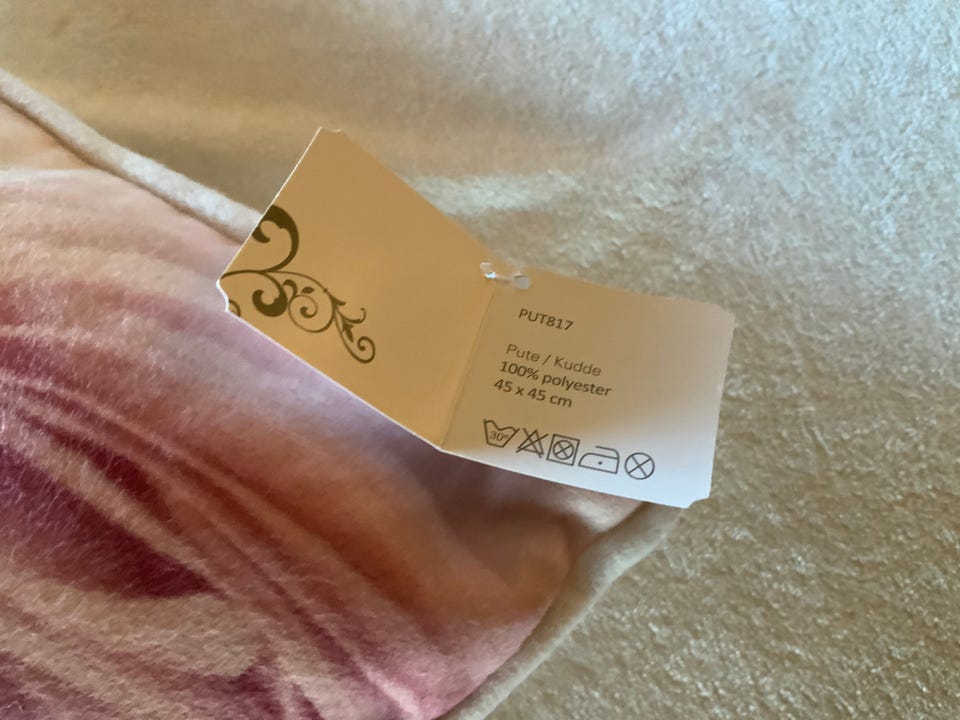 PUT817
Pute / Kudde
100% polyester
45 x 45 cm
30°